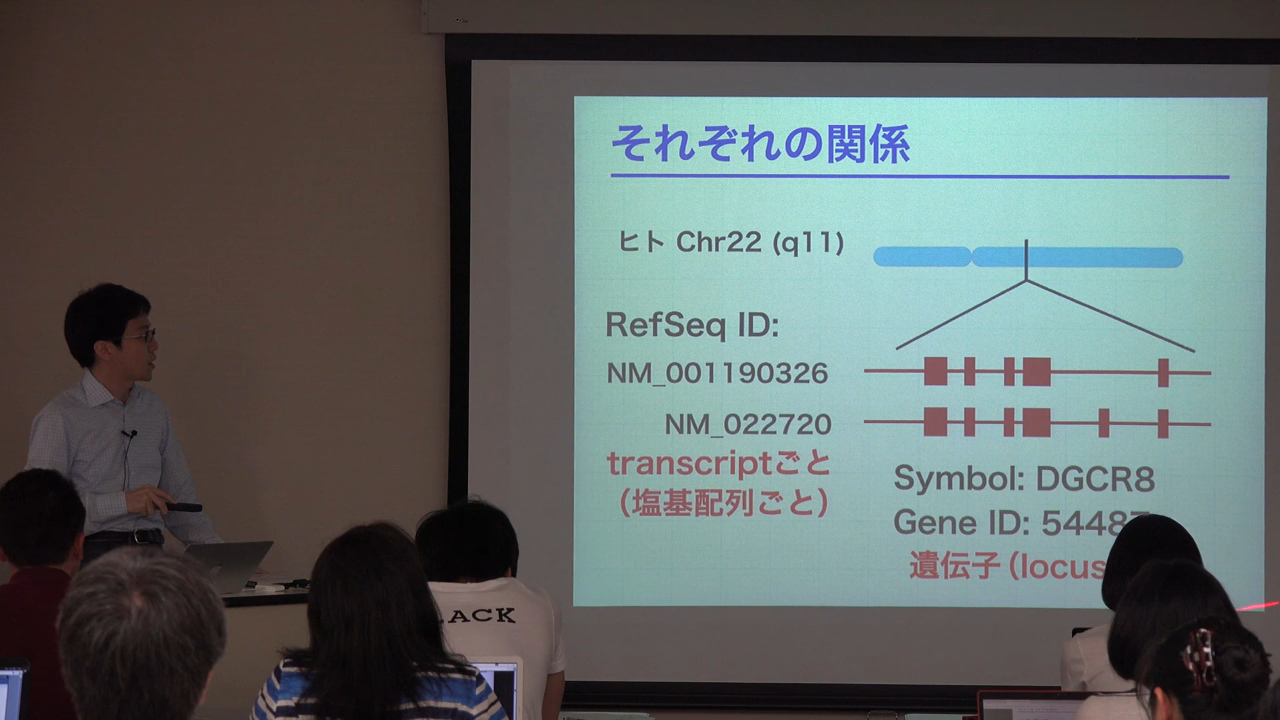 それぞれの関係
ヒト Chr22 (q11)
RefSeq ID:
NM_001190326
NM_022720
transcriptごと
（塩基配列ごと）
Symbol: DGCR8
Gene ID: 54487
遺伝子（locus
LACK